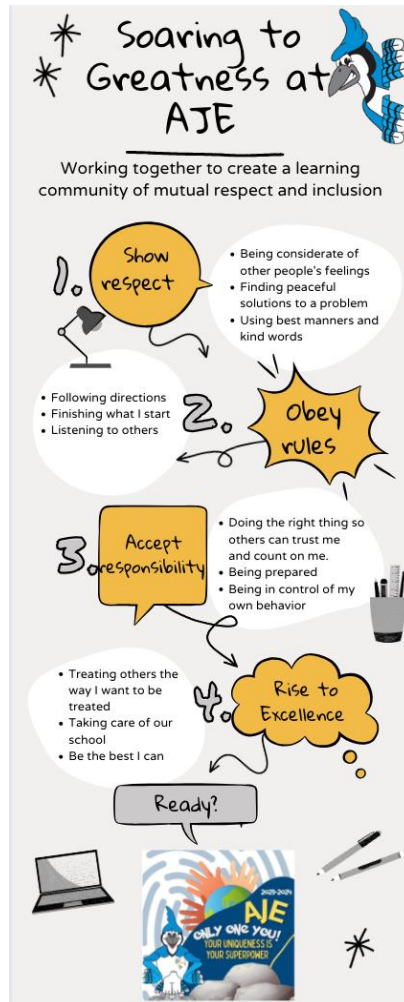 Soaring to
Greatness at
AJE
Working together to create a learning
community of mutual respect and inclusion
1.
Show
respect
• Being considerate of
other people's feelings
• Finding peaceful
solutions to a problem
• Using best manners and
kind words
2.
Obey
rules
• Following directions
• Finishing what I start
• Listening to others
3.
Accept
responsibility
• Doing the right thing so
others can trust me
and count on me.
• Being prepared
• Being in control of my
own behavior
4.
Rise to
Excellence
• Treating others the
way I want to be
treated
• Taking care of our
school
• Be the best I can
Ready?
2023-2024
AJE
ONLY ONE YOU!
YOUR UNIQUENESS IS
YOUR SUPERPOWER